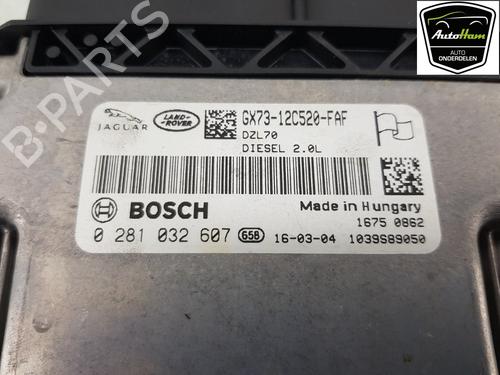 AutoHam
AUTO
ONDERDELEN
B-PARTS
JAGUAR
LAND-
ROVER
GX73-12C520-FAF
DZL70
DIESEL 2.0L
BOSCH
Made in Hungary
1675 0862
0 281 032 607 G5B 16-03-04 1039S89050